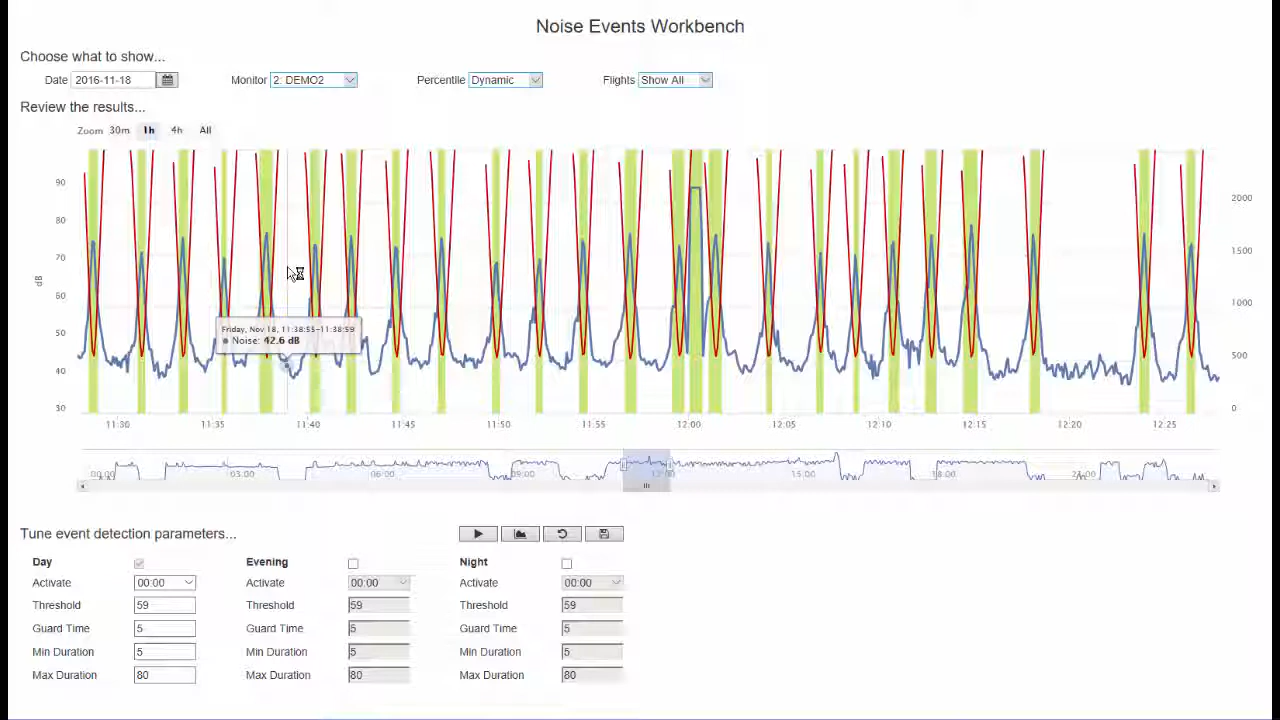 Noise Events Workbench
Choose what to show...
Date 2016-11-18 Monitor 2: DEMO2 Percentile Dynamic Flights Show All
Review the results...
Zoom 30m 1h 4h All
90
80
70
60
50
40
30
dB
2000
1500
1000
500
0
Friday, Nov 18, 11:38:55-11:38:59
Noise: 42.6 dB
11:30 11:35 11:40 11:45 11:50 11:55 12:00 12:05 12:10 12:15 12:20 12:25
00:00 03:00 06:00 09:00 12:00 15:00 18:00 21:00
Tune event detection parameters...
Day Evening Night
Activate 00:00 Activate 00:00 Activate 00:00
Threshold 59 Threshold 59 Threshold 59
Guard Time 5 Guard Time 5 Guard Time 5
Min Duration 5 Min Duration 5 Min Duration 5
Max Duration 80 Max Duration 80 Max Duration 80